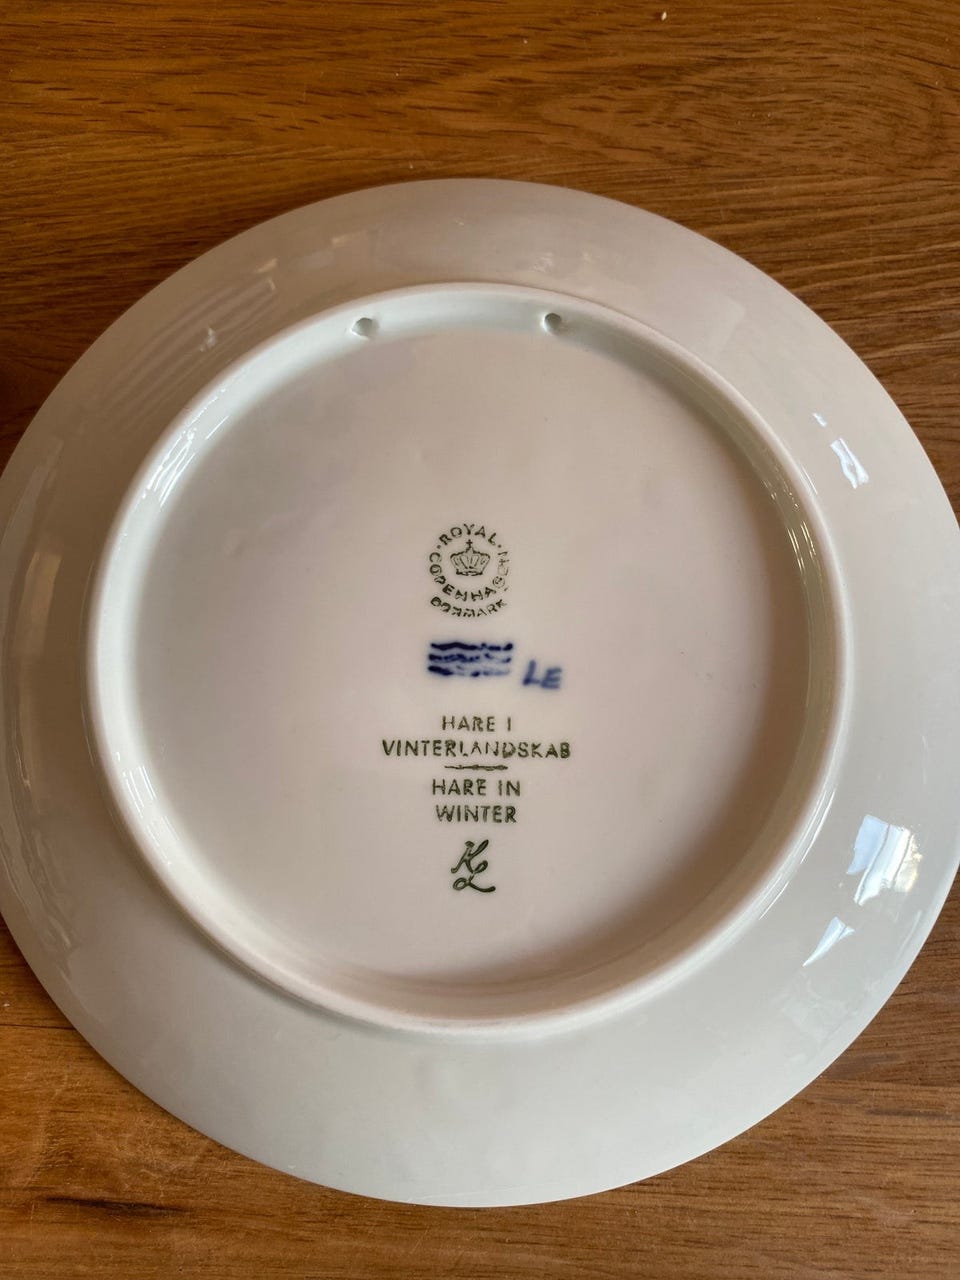 ROYAL
COPENHAGEN
DENMARK
LE
HARE I
VINTERLANDSKAB
HARE IN
WINTER
KL